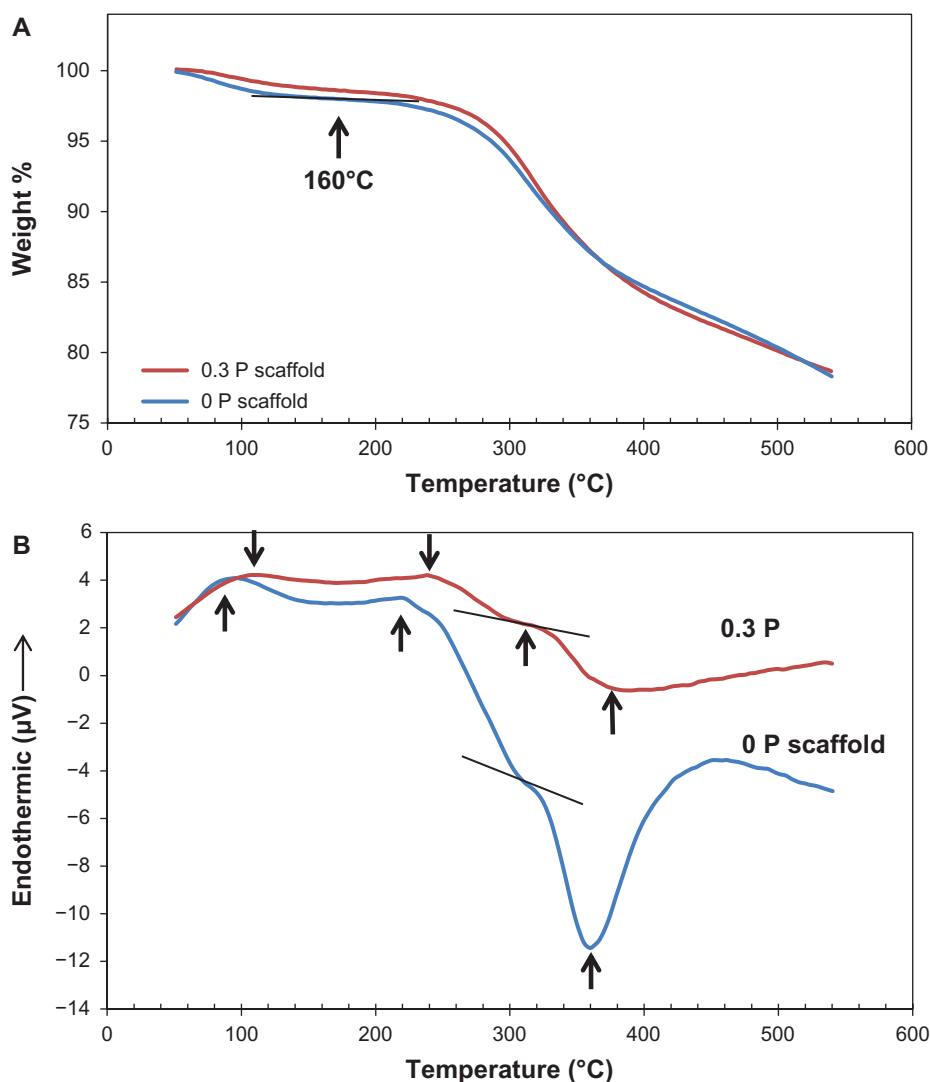 A
100
95
90
85
80
75
Weight %
160°C
0.3 P scaffold
0 P scaffold
0 100 200 300 400 500 600
Temperature (°C)
B
6
4
2
0
−2
−4
−6
−8
−10
−12
−14
Endothermic (µV)
0.3 P
0 P scaffold
0 100 200 300 400 500 600
Temperature (°C)